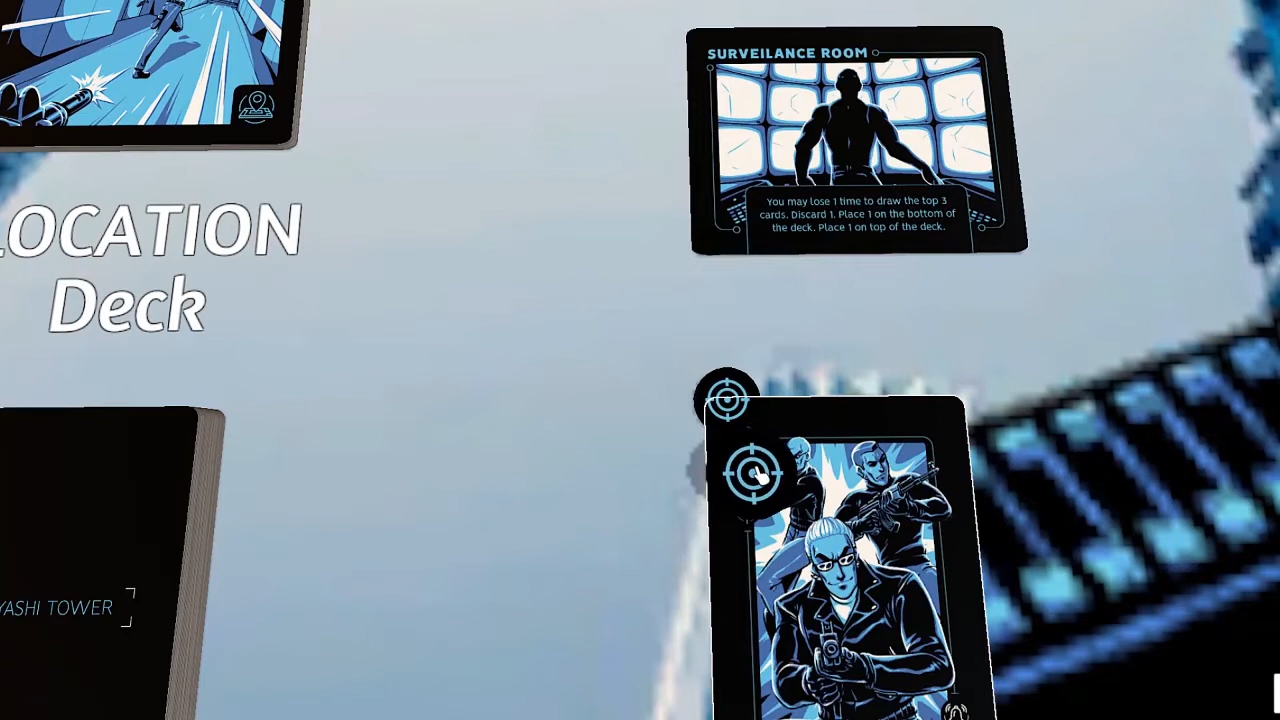 SURVEILANCE ROOM
You may lose 1 time to draw the top 3
cards. Discard 1. Place 1 on the bottom of
the deck. Place 1 on top of the deck.
LOCATION
Deck
YASHI TOWER